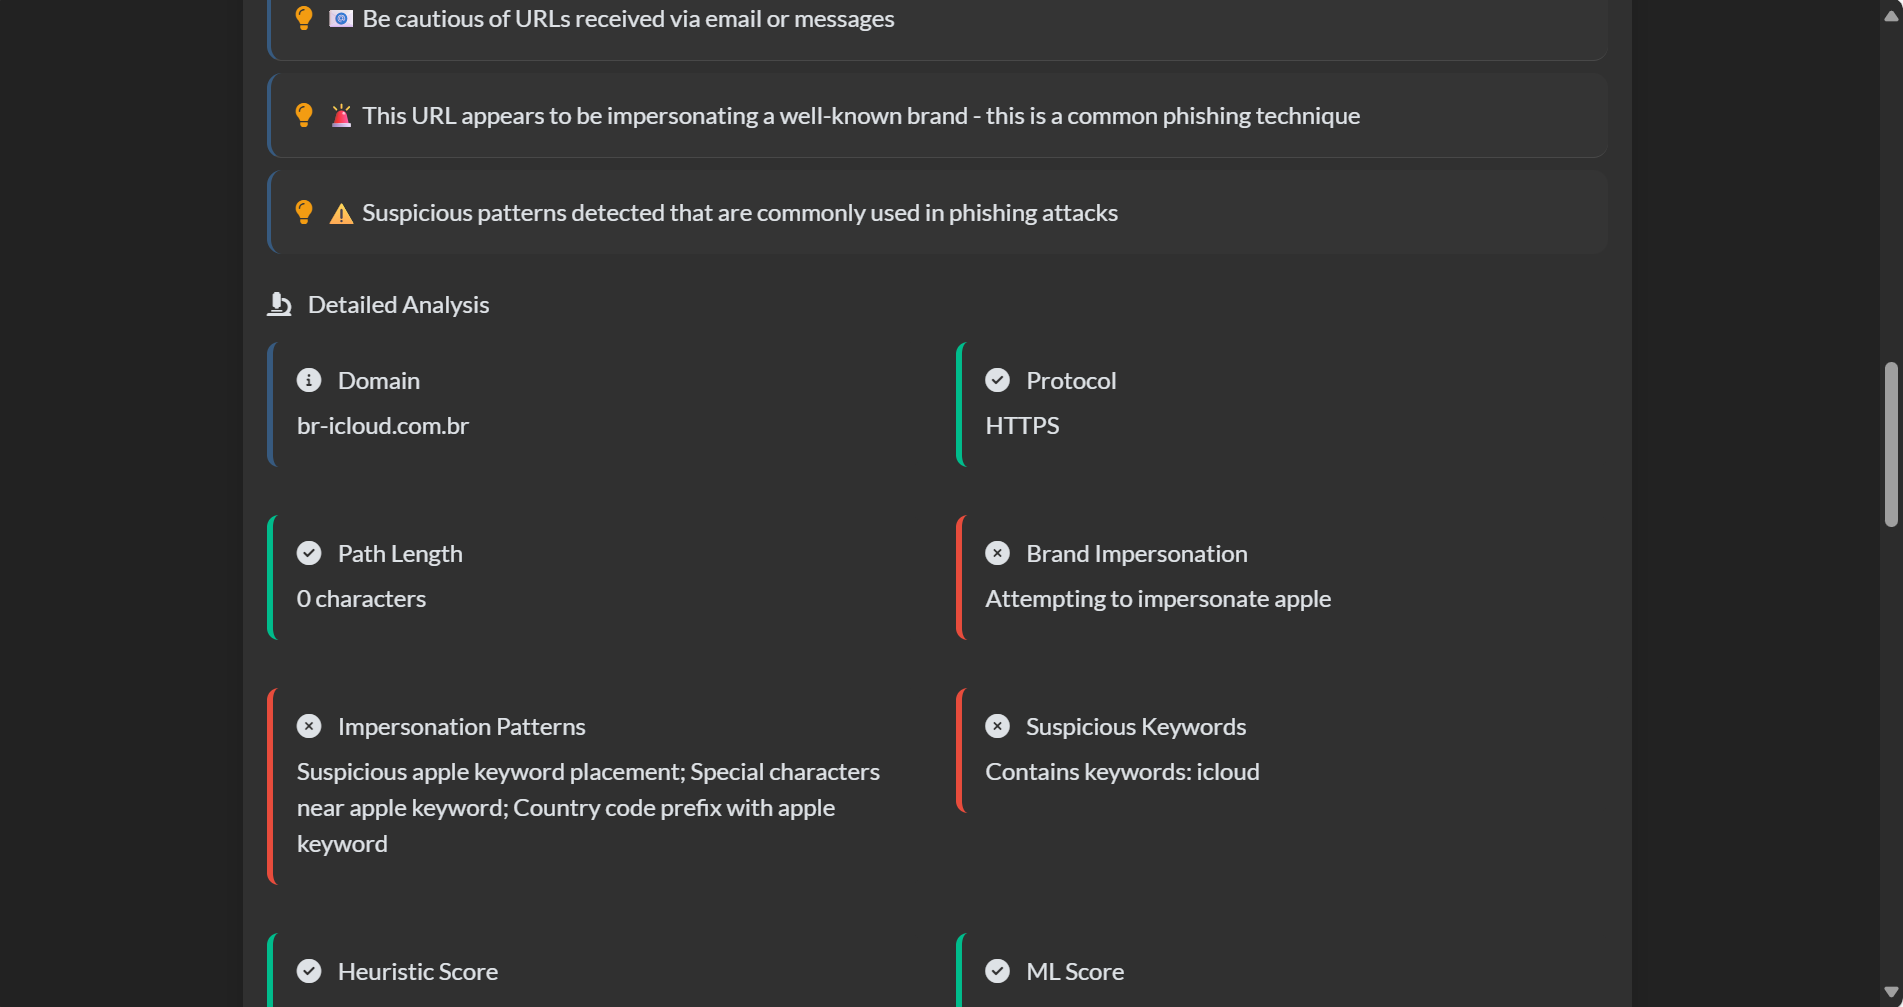 Be cautious of URLs received via email or messages
This URL appears to be impersonating a well-known brand - this is a common phishing technique
Suspicious patterns detected that are commonly used in phishing attacks
Detailed Analysis
Domain
br-icloud.com.br
Protocol
HTTPS
Path Length
0 characters
Brand Impersonation
Attempting to impersonate apple
Impersonation Patterns
Suspicious apple keyword placement; Special characters
near apple keyword; Country code prefix with apple
keyword
Suspicious Keywords
Contains keywords: icloud
Heuristic Score
ML Score